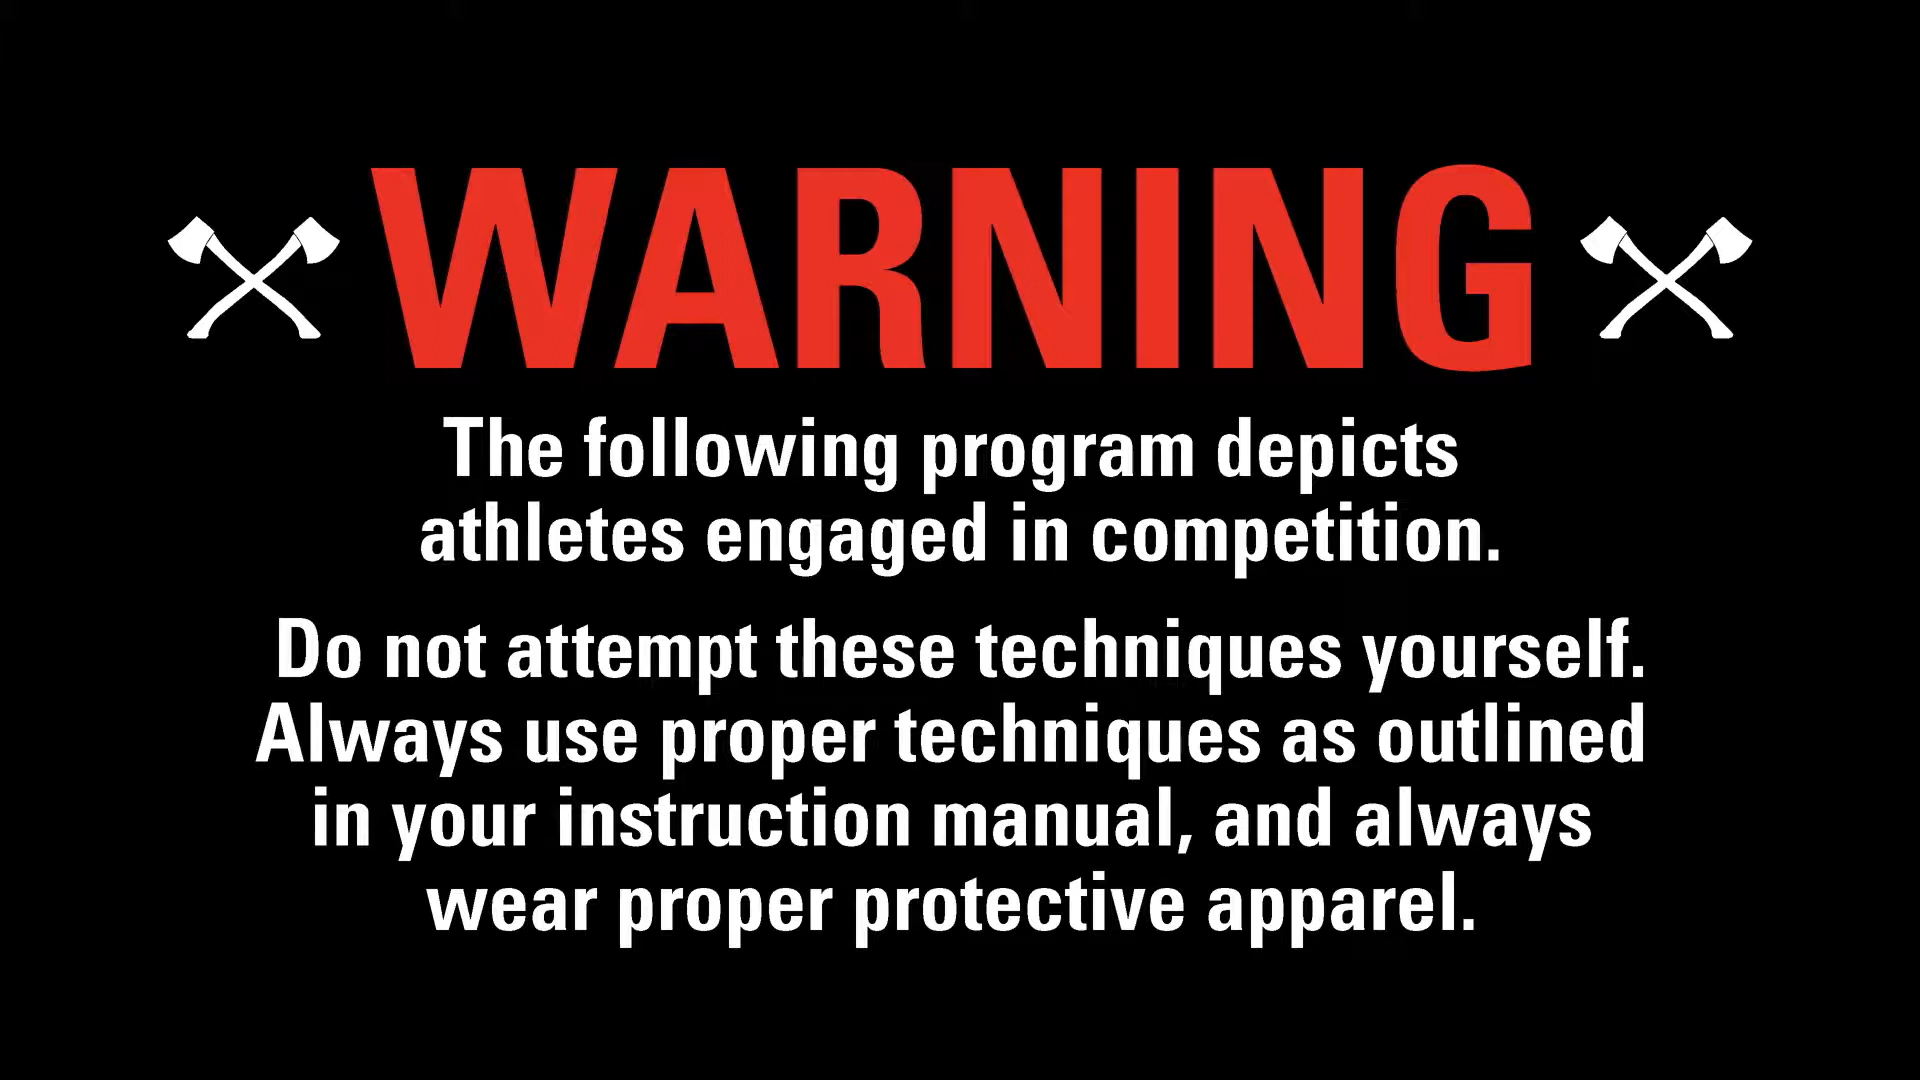 WARNING
The following program depicts
athletes engaged in competition.
Do not attempt these techniques yourself.
Always use proper techniques as outlined
in your instruction manual, and always
wear proper protective apparel.